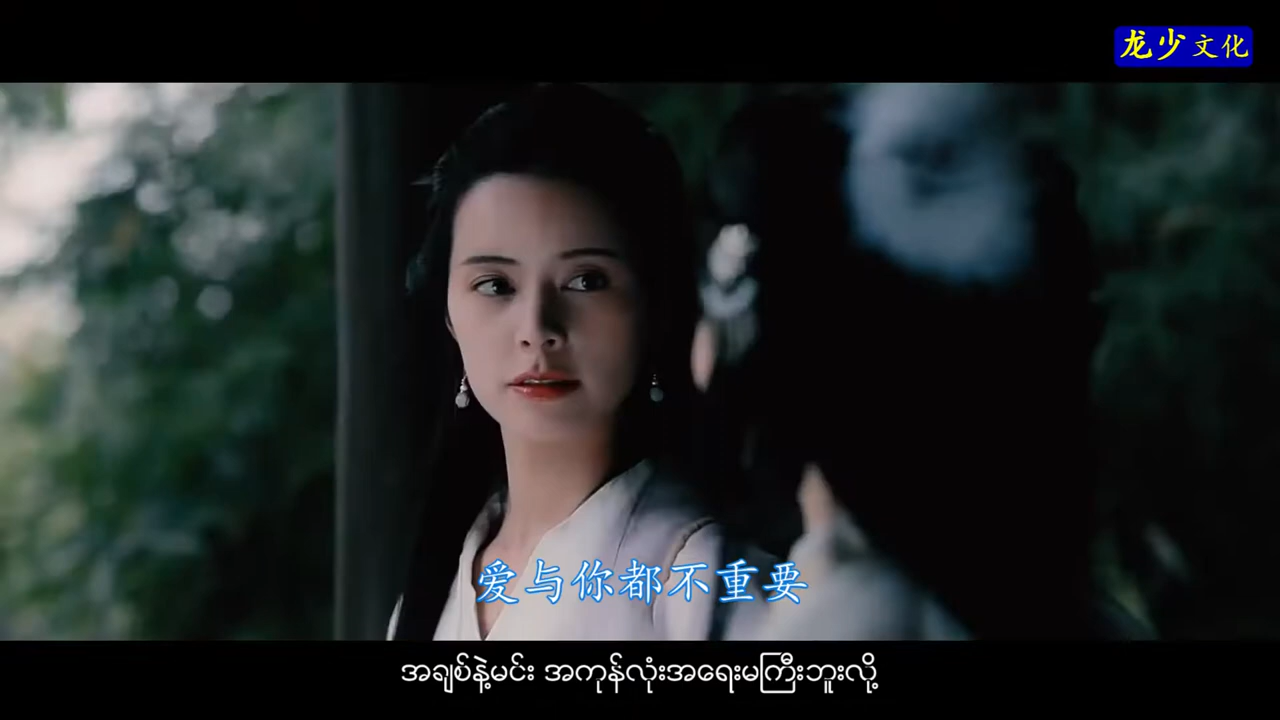 龙少文化
爱与你都不重要
အချစ်နဲ့မင်း အကုန်လုံးအရေးမကြီးဘူးလို့